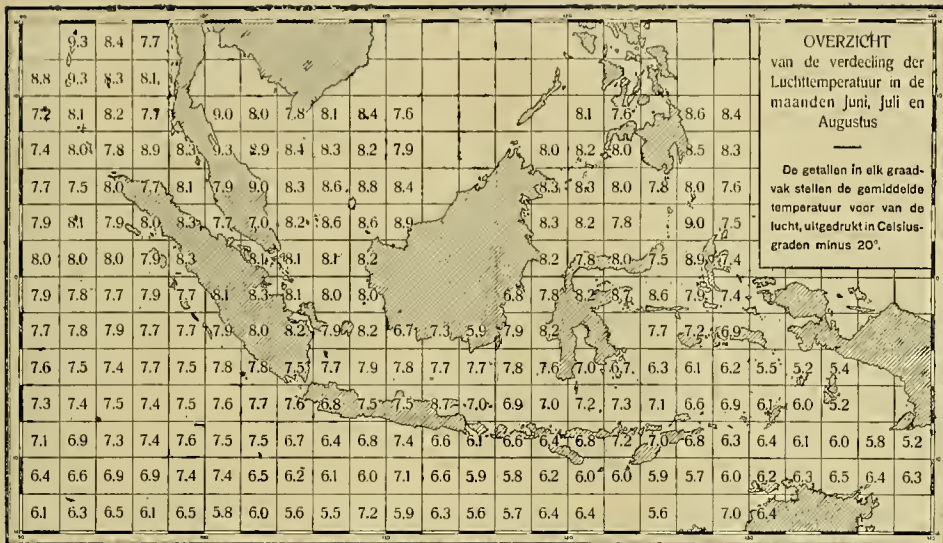 OVERZICHT
van de verdeeling der
Luchttemperatuur in de
maanden Juni, Juli en
Augustus
De getallen in elk graad-
vak stellen de gemiddelde
temperatuur voor van de
lucht, uitgedrukt in Celsius-
graden minus 20°.
9.3 8.4 7.7
8.8 9.3 8.3 8.1
7.2 8.1 8.2 7.7 9.0 8.0 7.8 8.1 8.4 7.6 8.1 7.6 8.6 8.4
7.4 8.0 7.8 8.9 8.3 9.3 8.9 8.4 8.3 8.2 7.9 8.0 8.2 8.0 8.5 8.3
7.7 7.5 8.0 7.7 8.1 7.9 9.0 8.3 8.6 8.8 8.4 8.3 8.3 8.0 7.8 8.0 7.6
7.9 8.1 7.9 8.0 8.3 7.7 7.0 8.2 8.6 8.6 8.9 8.3 8.2 7.8 9.0 7.5
8.0 8.0 8.0 7.9 8.3 8.1 8.1 8.1 8.2 8.2 7.8 8.0 7.5 8.9 7.4
7.9 7.8 7.7 7.9 7.7 8.1 8.3 8.1 8.0 8.0 6.8 7.8 8.2 8.7 8.6 7.9 7.4
7.7 7.8 7.9 7.7 7.7 7.9 8.0 8.2 7.9 8.2 6.7 7.3 5.9 7.9 8.2 7.7 7.2 6.9
7.6 7.5 7.4 7.7 7.5 7.8 7.8 7.5 7.7 7.9 7.8 7.7 7.7 7.8 7.6 7.0 6.7 6.3 6.1 6.2 5.5 5.2 5.4
7.3 7.4 7.5 7.4 7.5 7.6 7.7 7.6 6.8 7.5 7.5 8.7 7.0 6.9 7.0 7.2 7.3 7.1 6.6 6.9 6.1 6.0 5.2
7.1 6.9 7.3 7.4 7.6 7.5 7.5 6.7 6.4 6.8 7.4 6.6 6.1 6.6 6.4 6.8 7.2 7.0 6.8 6.3 6.4 6.1 6.0 5.8 5.2
6.4 6.6 6.9 6.9 7.4 7.4 6.5 6.2 6.1 6.0 7.1 6.6 5.9 5.8 6.2 6.0 6.0 5.9 5.7 6.0 6.2 6.3 6.5 6.4 6.3
6.1 6.3 6.5 6.1 6.5 5.8 6.0 5.6 5.5 7.2 5.9 6.3 5.6 5.7 6.4 6.4 5.6 7.0 6.4